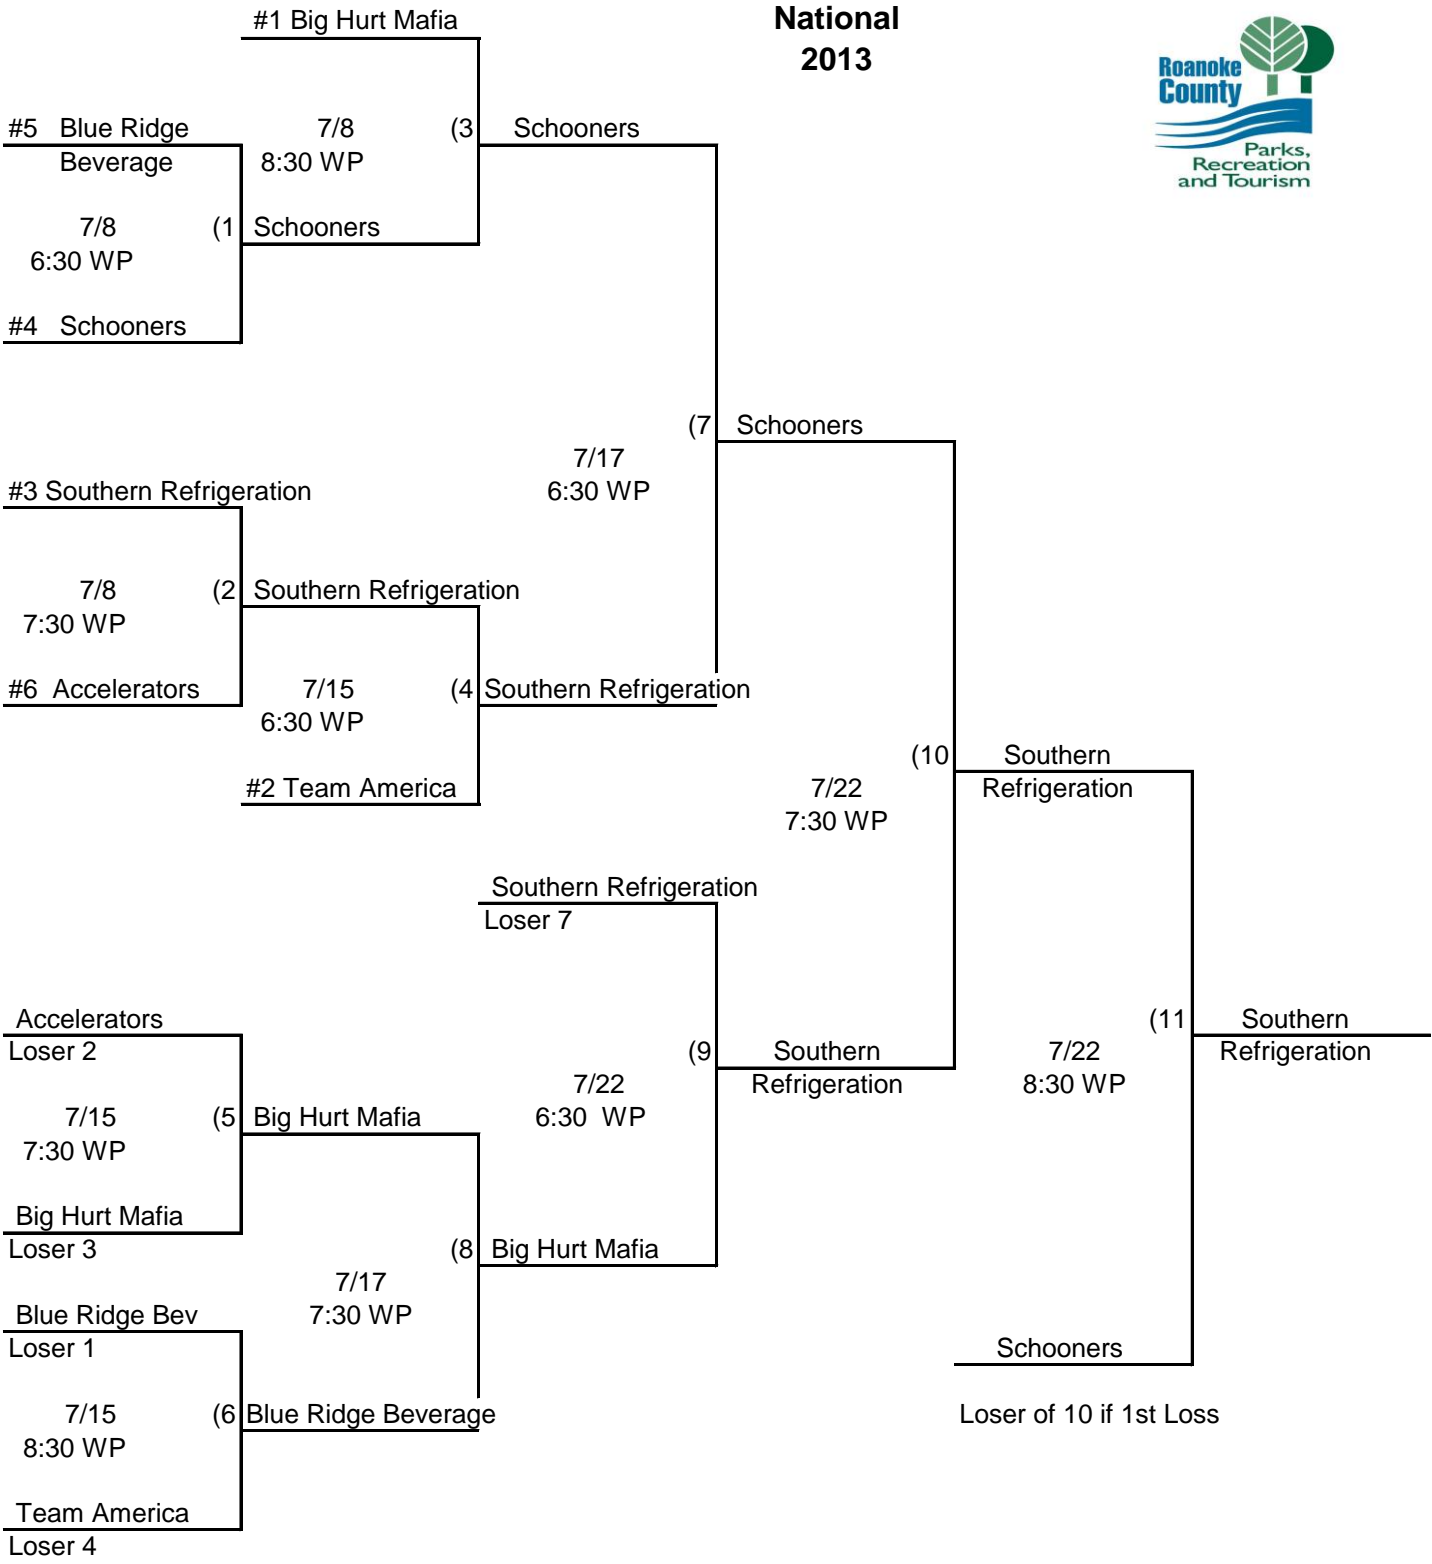 #1 Big Hurt Mafia
National
2013
Roanoke
County
Parks,
Recreation
and Tourism
#5 Blue Ridge
Beverage
7/8
8:30 WP
(3
Schooners
7/8
6:30 WP
(1
Schooners
#4 Schooners
(7
Schooners
7/17
6:30 WP
#3 Southern Refrigeration
7/8
7:30 WP
(2
Southern Refrigeration
#6 Accelerators
7/15
6:30 WP
(4
Southern Refrigeration
#2 Team America
(10
Southern
Refrigeration
7/22
7:30 WP
Southern Refrigeration
Loser 7
Accelerators
Loser 2
7/15
7:30 WP
(5
Big Hurt Mafia
7/22
6:30 WP
(9
Southern
Refrigeration
7/22
8:30 WP
(11
Southern
Refrigeration
Big Hurt Mafia
Loser 3
7/17
7:30 WP
(8
Big Hurt Mafia
Blue Ridge Bev
Loser 1
Schooners
7/15
8:30 WP
(6
Blue Ridge Beverage
Loser of 10 if 1st Loss
Team America
Loser 4